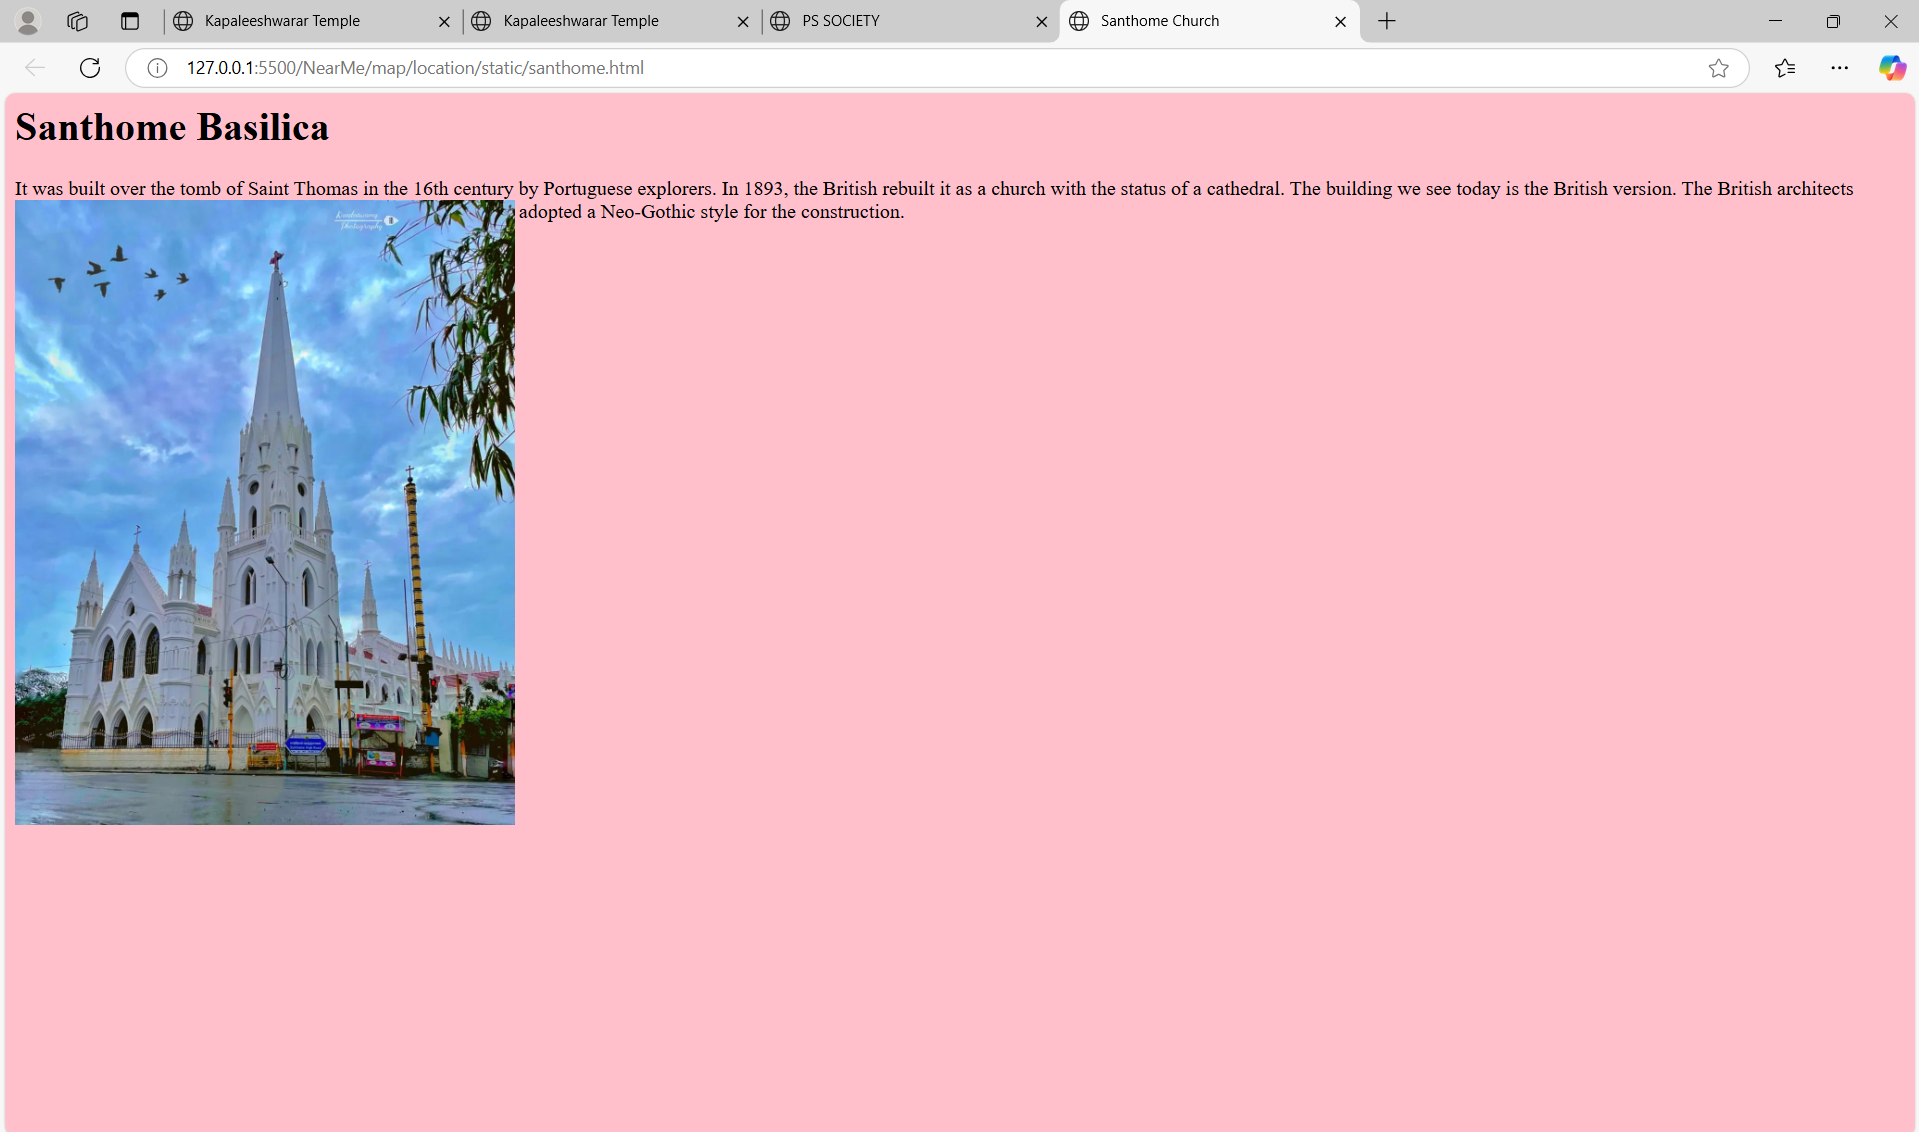 Kapaleeshwarar Temple
Kapaleeshwarar Temple
PS SOCIETY
Santhome Church
127.0.0.1:5500/NearMe/map/location/static/santhome.html
Santhome Basilica
It was built over the tomb of Saint Thomas in the 16th century by Portuguese explorers. In 1893, the British rebuilt it as a church with the status of a cathedral. The building we see today is the British version. The British architects
adopted a Neo-Gothic style for the construction.
Photography